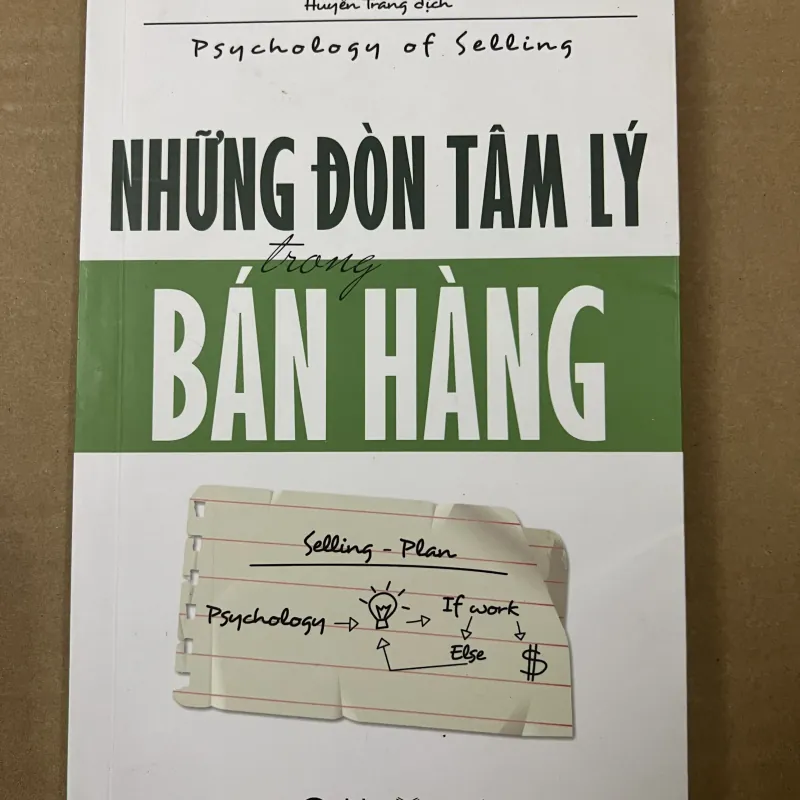 Huyền Trang dịch
Psychology of Selling
NHỮNG ĐÒN TÂM LÝ
trong
BÁN HÀNG
Selling - Plan
Psychology
If work
Else
$